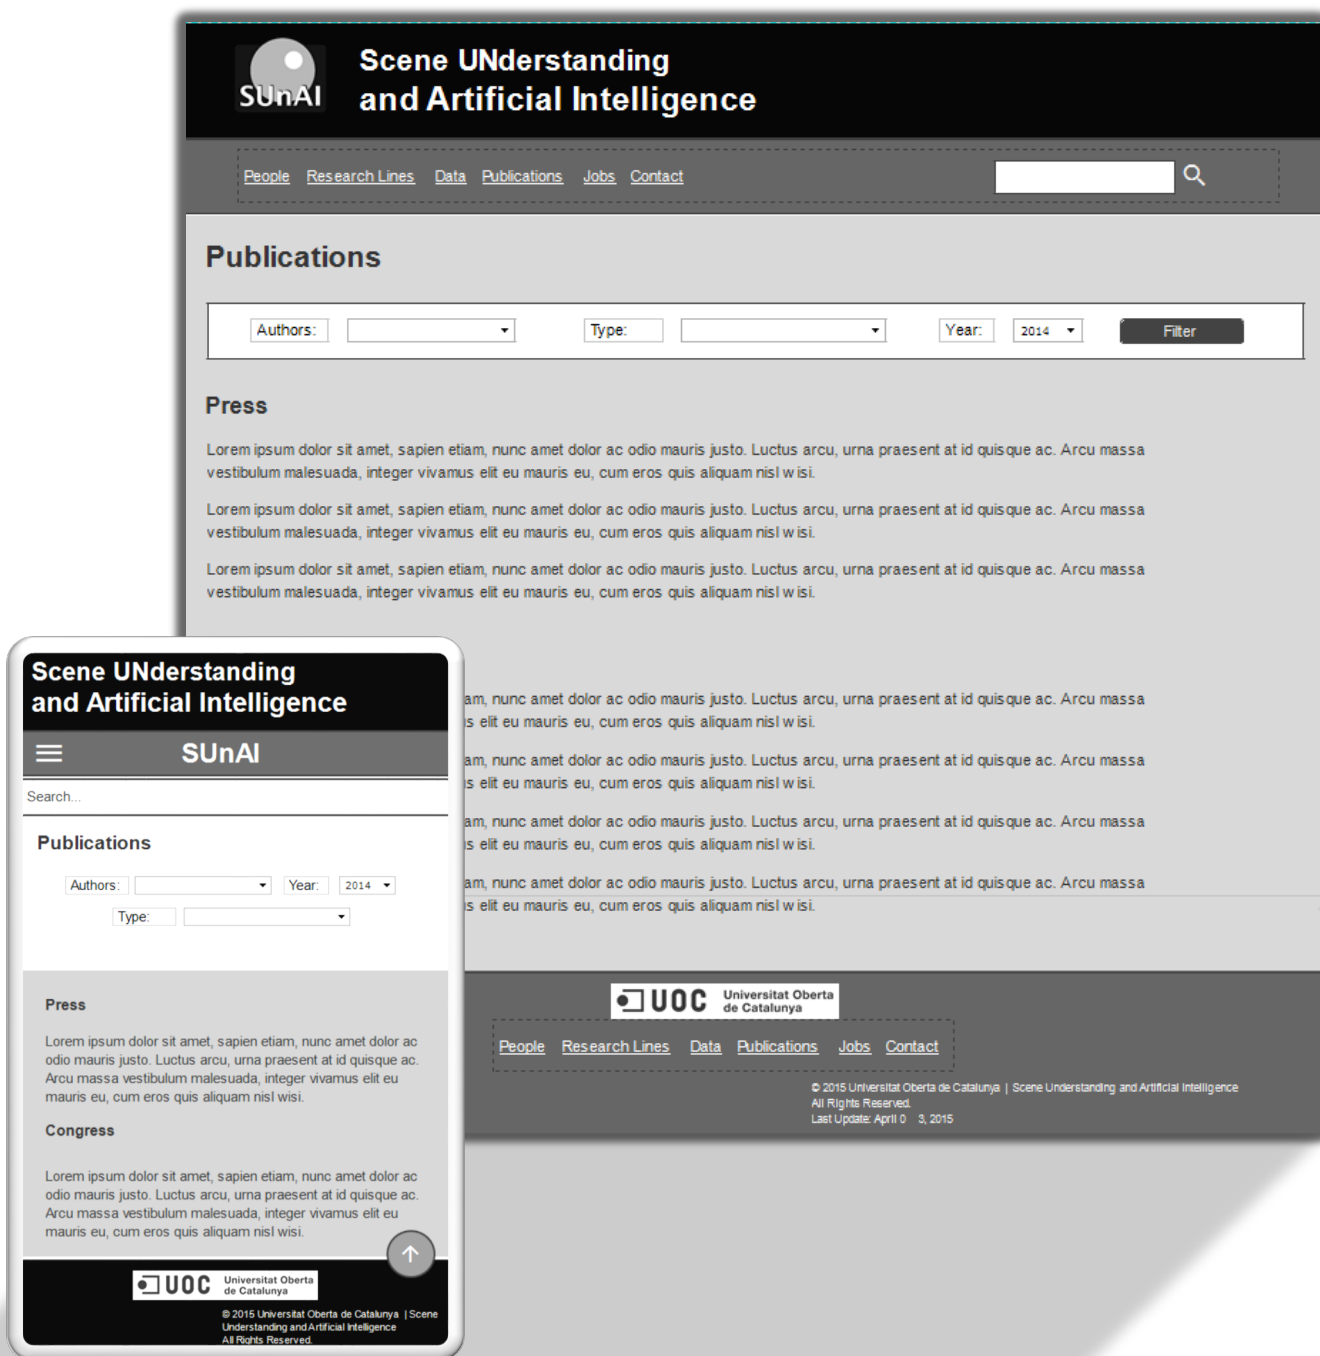 SUnAI
Scene UNderstanding
and Artificial Intelligence
People Research Lines Data Publications Jobs Contact
Publications
Authors: Type: Year: 2014 Filter
Press
Lorem ipsum dolor sit amet, sapien etiam, nunc amet dolor ac odio mauris justo. Luctus arcu, urna praesent at id quisque ac. Arcu massa
vestibulum malesuada, integer vivamus elit eu mauris eu, cum eros quis aliquam nisl wisi.
Lorem ipsum dolor sit amet, sapien etiam, nunc amet dolor ac odio mauris justo. Luctus arcu, urna praesent at id quisque ac. Arcu massa
vestibulum malesuada, integer vivamus elit eu mauris eu, cum eros quis aliquam nisl wisi.
Lorem ipsum dolor sit amet, sapien etiam, nunc amet dolor ac odio mauris justo. Luctus arcu, urna praesent at id quisque ac. Arcu massa
vestibulum malesuada, integer vivamus elit eu mauris eu, cum eros quis aliquam nisl wisi.
am, nunc amet dolor ac odio mauris justo. Luctus arcu, urna praesent at id quisque ac. Arcu massa
s elit eu mauris eu, cum eros quis aliquam nisl wisi.
am, nunc amet dolor ac odio mauris justo. Luctus arcu, urna praesent at id quisque ac. Arcu massa
s elit eu mauris eu, cum eros quis aliquam nisl wisi.
am, nunc amet dolor ac odio mauris justo. Luctus arcu, urna praesent at id quisque ac. Arcu massa
s elit eu mauris eu, cum eros quis aliquam nisl wisi.
am, nunc amet dolor ac odio mauris justo. Luctus arcu, urna praesent at id quisque ac. Arcu massa
s elit eu mauris eu, cum eros quis aliquam nisl wisi.
UOC Universitat Oberta
de Catalunya
People Research Lines Data Publications Jobs Contact
© 2015 Universitat Oberta de Catalunya | Scene Understanding and Artificial Intelligence
All Rights Reserved.
Last Update: April 0 3, 2015
Scene UNderstanding
and Artificial Intelligence
SUnAI
Search...
Publications
Authors: Year: 2014
Type:
Press
Lorem ipsum dolor sit amet, sapien etiam, nunc amet dolor ac
odio mauris justo. Luctus arcu, urna praesent at id quisque ac.
Arcu massa vestibulum malesuada, integer vivamus elit eu
mauris eu, cum eros quis aliquam nisl wisi.
Congress
Lorem ipsum dolor sit amet, sapien etiam, nunc amet dolor ac
odio mauris justo. Luctus arcu, urna praesent at id quisque ac.
Arcu massa vestibulum malesuada, integer vivamus elit eu
mauris eu, cum eros quis aliquam nisl wisi.
UOC Universitat Oberta
de Catalunya
© 2015 Universitat Oberta de Catalunya | Scene
Understanding and Artificial Intelligence
All Rights Reserved.